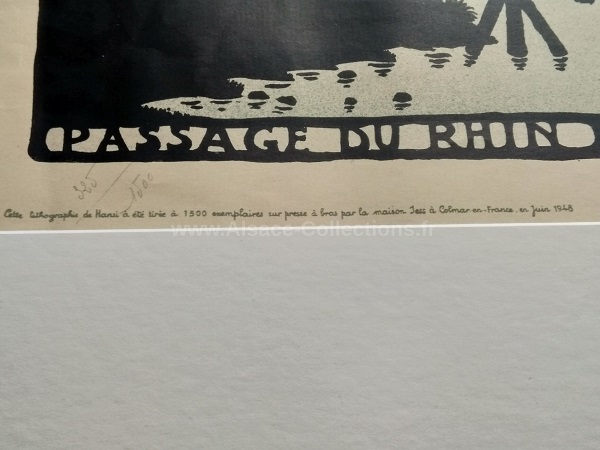 PASSAGE DU RHIN
385/1500
Cette lithographie de Hansi à été tirée à 1500 exemplaires sur presse à bras par la maison Jess à Colmar-en-France, en Juin 1948
www.Alsace-Collections.fr